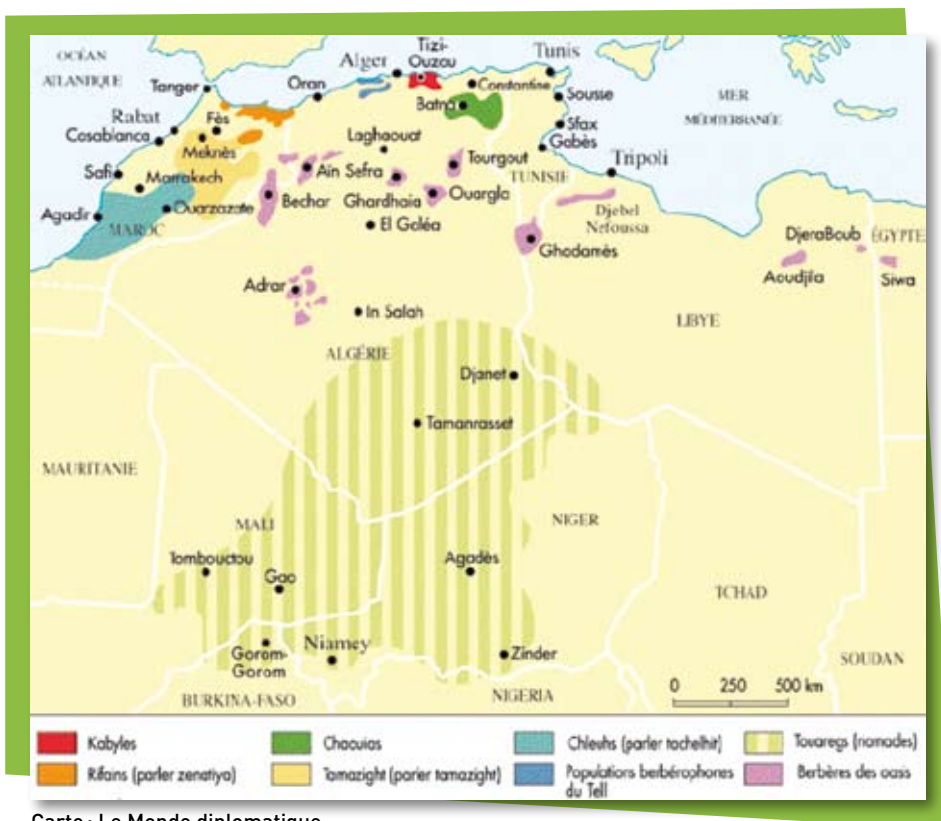 OCÉAN
ATLANTIQUE
Tanger
Rabat
Casablanca
Fès
Meknès
Safi
Marrakech
Agadir
Ouarzazate
MAROC
Oran
Alger
Tizi-
Ouzou
Constantine
Batna
Tunis
Sousse
Sfax
Gabès
MER
MÉDITERRANÉE
Tripoli
Laghaouat
Aïn Sefra
Tourgout
TUNISIE
Bechar
Ghardhaïa
Ouargla
El Goléa
Djebel
Nefoussa
Ghodamès
DjeraBoub
ÉGYPTE
Aoudjila
Siwa
Adrar
In Salah
LIBYE
ALGÉRIE
Djanet
Tamanrasset
MAURITANIE
MALI
NIGER
Tombouctou
Gao
Agadès
TCHAD
Gorom-
Gorom
Niamey
Zinder
SOUDAN
BURKINA-FASO
NIGERIA
0 250 500 km
Kabyles
Chaouias
Chleuhs (parler tachelhit)
Touaregs (nomades)
Rifains (parler zenatiya)
Tamazight (parler tamazight)
Populations berbérophones
du Tell
Berbères des oasis
Carte : Le Monde diplomatique